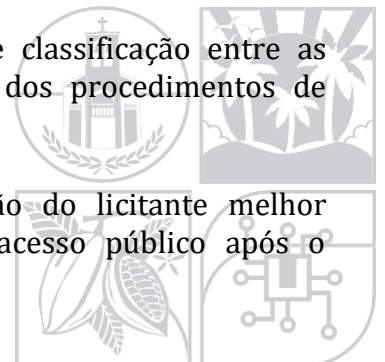 e classificação entre as
dos procedimentos de
ão do licitante melhor
acesso público após o